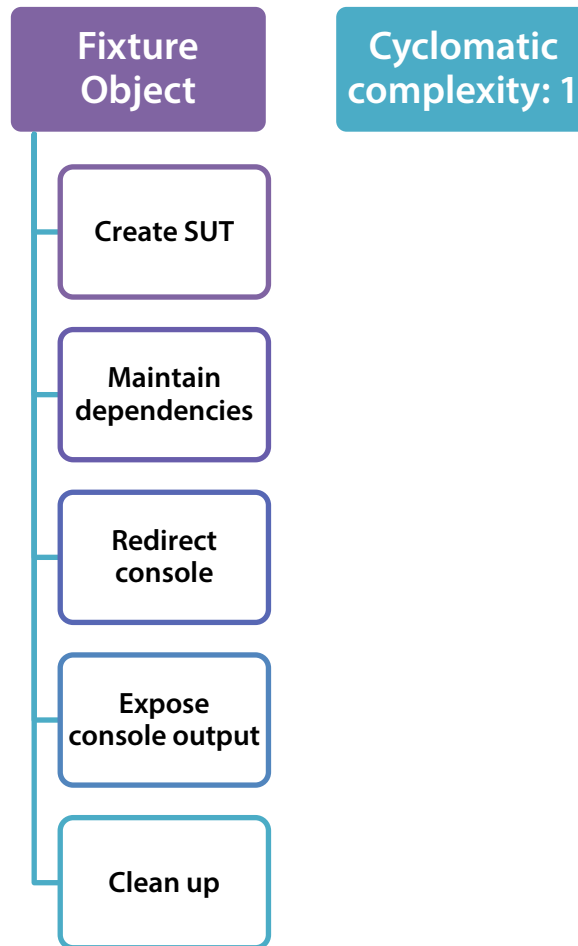 Fixture
Object
Cyclomatic
complexity: 1
Create SUT
Maintain
dependencies
Redirect
console
Expose
console output
Clean up